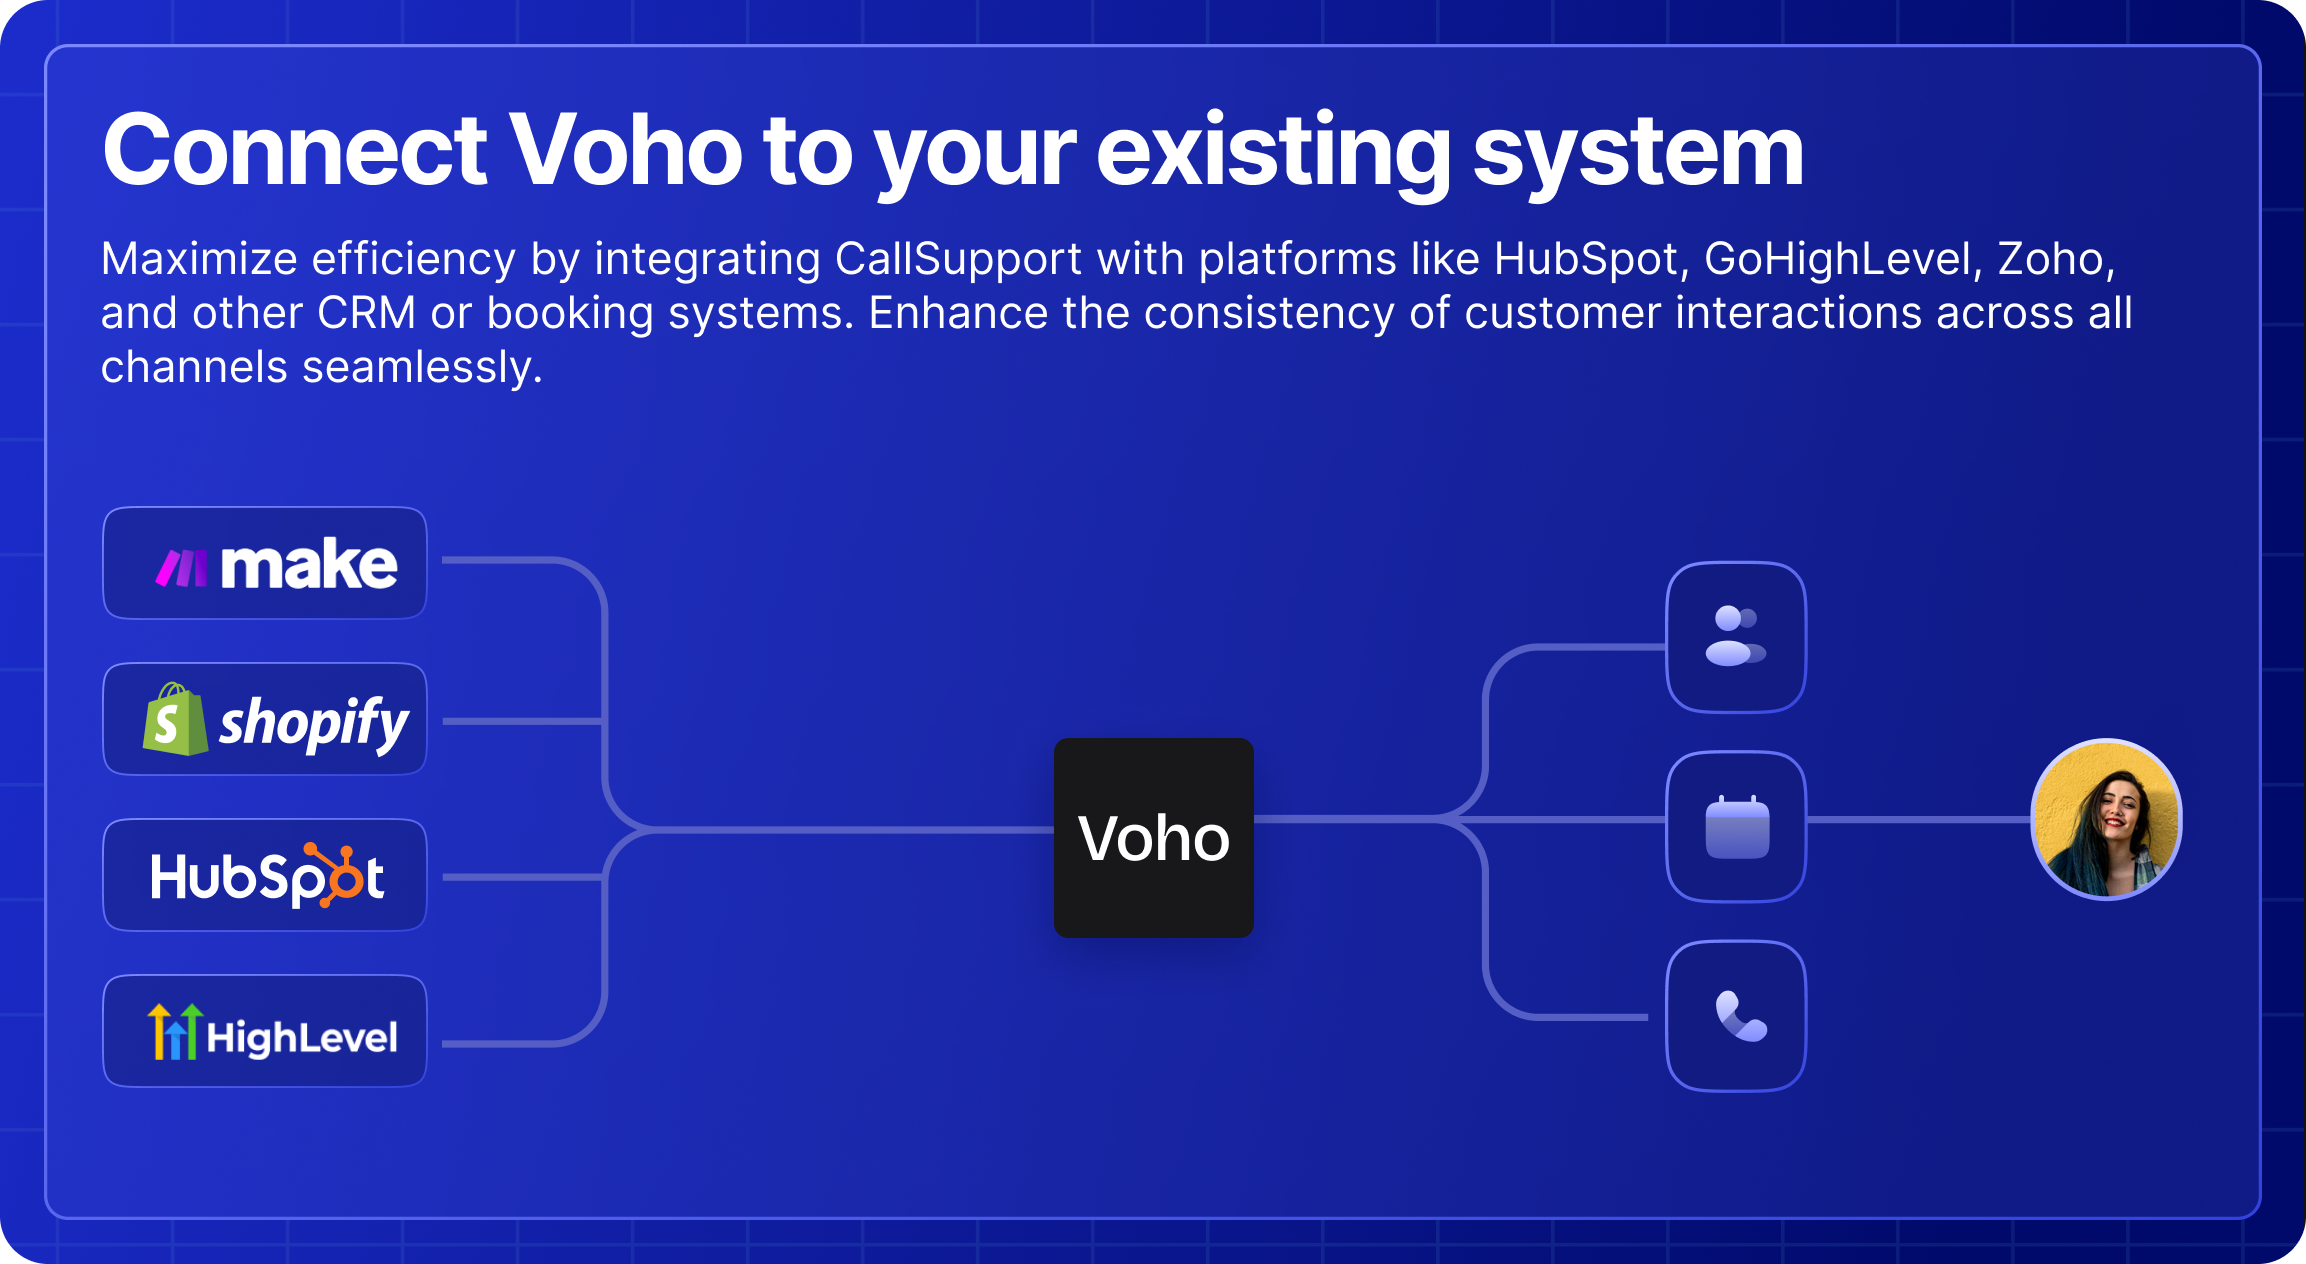 Connect Voho to your existing system
Maximize efficiency by integrating CallSupport with platforms like HubSpot, GoHighLevel, Zoho,
and other CRM or booking systems. Enhance the consistency of customer interactions across all
channels seamlessly.
make
S shopify
HubSpot
HighLevel
Voho